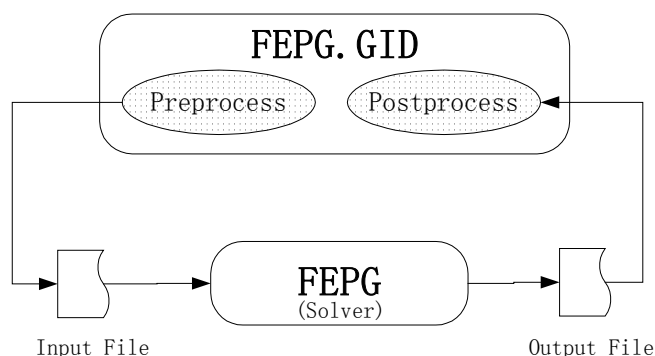 FEPG.GID
Preprocess
Postprocess
FEPG
(Solver)
Input File
Output File